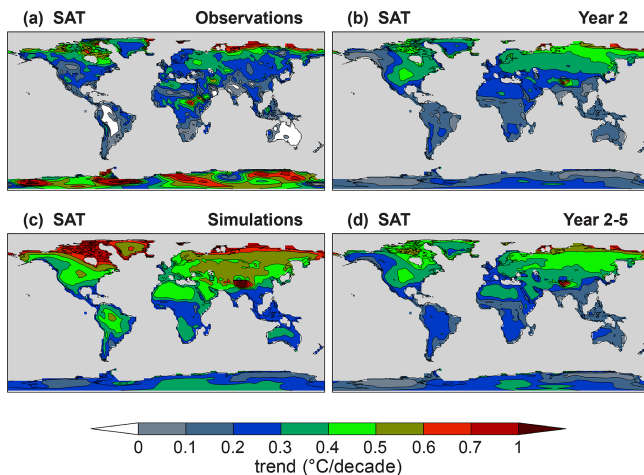 (a) SAT Observations
(b) SAT Year 2
(c) SAT Simulations
(d) SAT Year 2-5
0 0.1 0.2 0.3 0.4 0.5 0.6 0.7 1
trend (°C/decade)